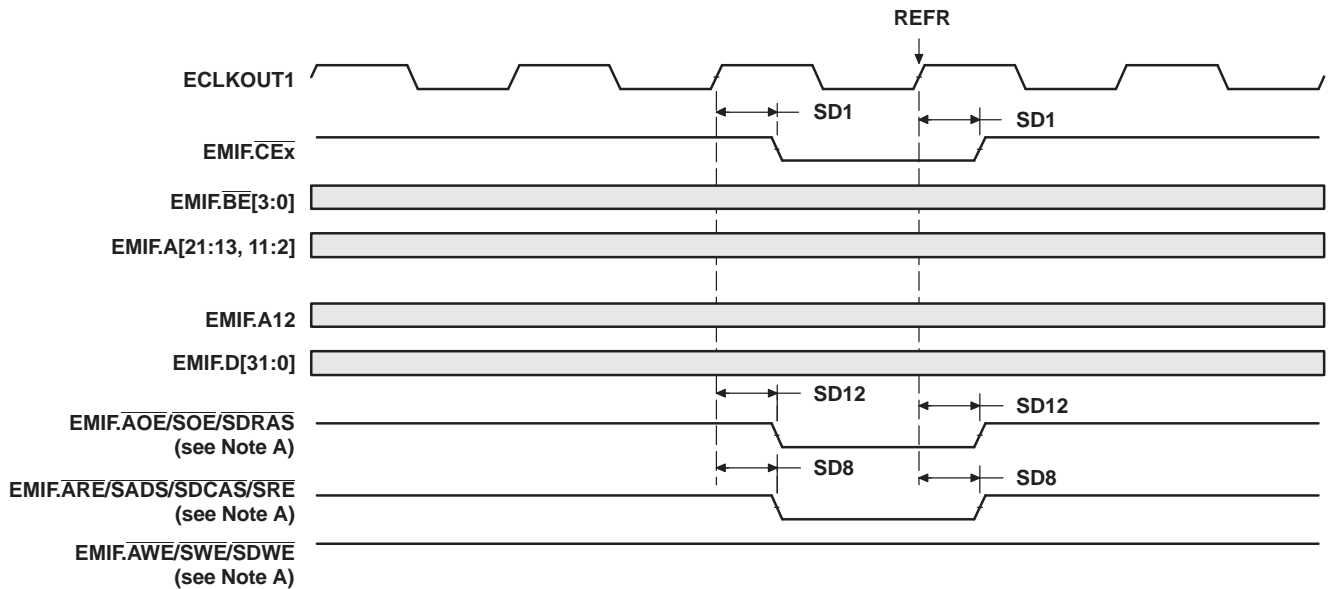 REFR
ECLKOUT1
SD1
SD1
EMIF.CEx
EMIF.BE[3:0]
EMIF.A[21:13, 11:2]
EMIF.A12
EMIF.D[31:0]
SD12
SD12
EMIF.AOE/SOE/SDRAS
(see Note A)
SD8
SD8
EMIF.ARE/SADS/SDCAS/SRE
(see Note A)
EMIF.AWE/SWE/SDWE
(see Note A)